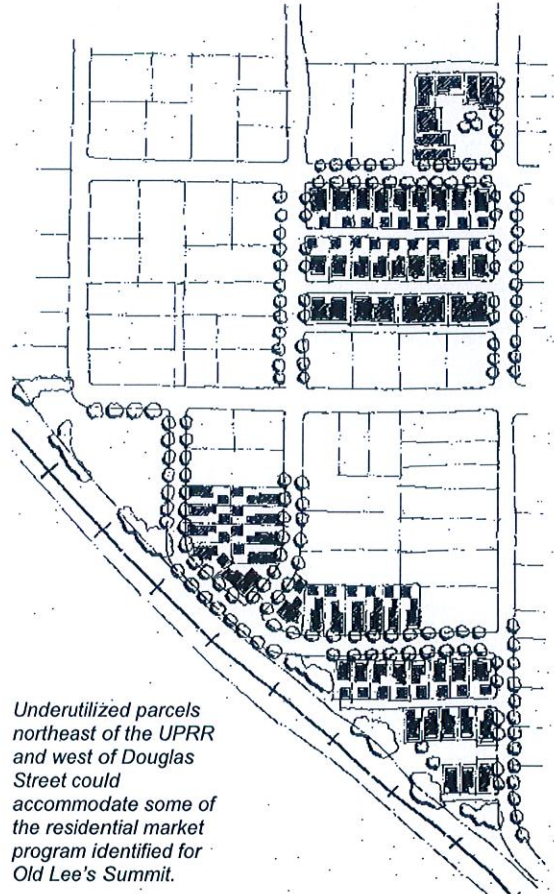 Underutilized parcels
northeast of the UPRR
and west of Douglas
Street could
accommodate some of
the residential market
program identified for
Old Lee's Summit.